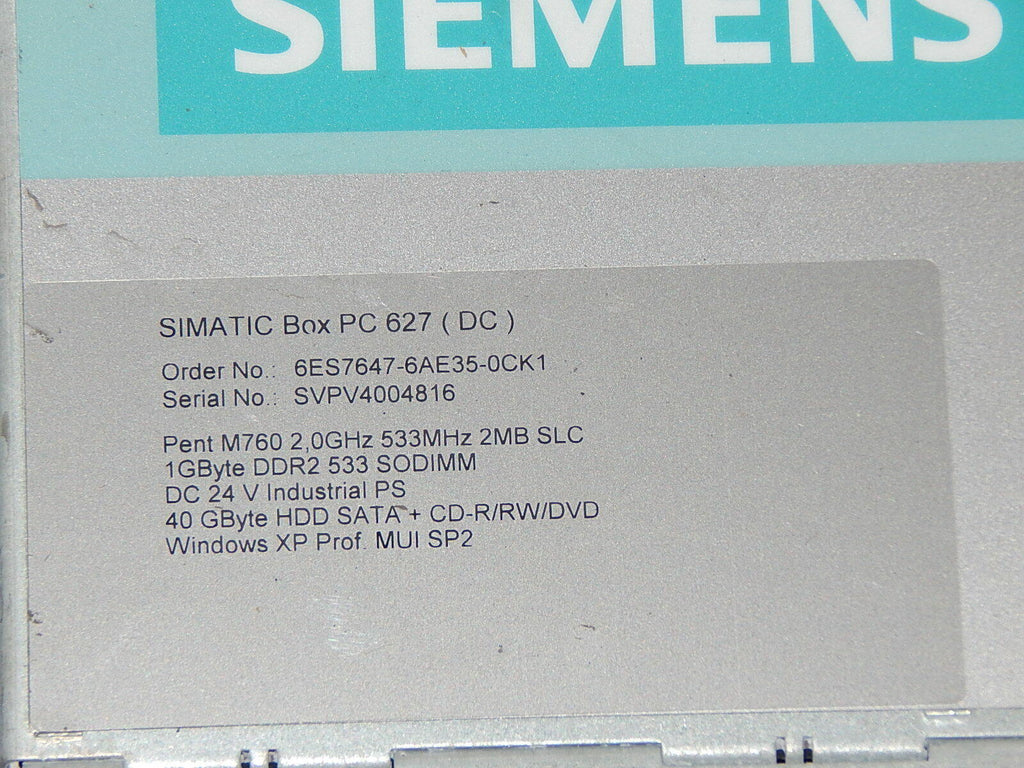 SIEMENS
SIMATIC Box PC 627 ( DC )
Order No.: 6ES7647-6AE35-0CK1
Serial No.: SVPV4004816
Pent M760 2,0GHz 533MHz 2MB SLC
1GByte DDR2 533 SODIMM
DC 24 V Industrial PS
40 GByte HDD SATA + CD-R/RW/DVD
Windows XP Prof. MUI SP2